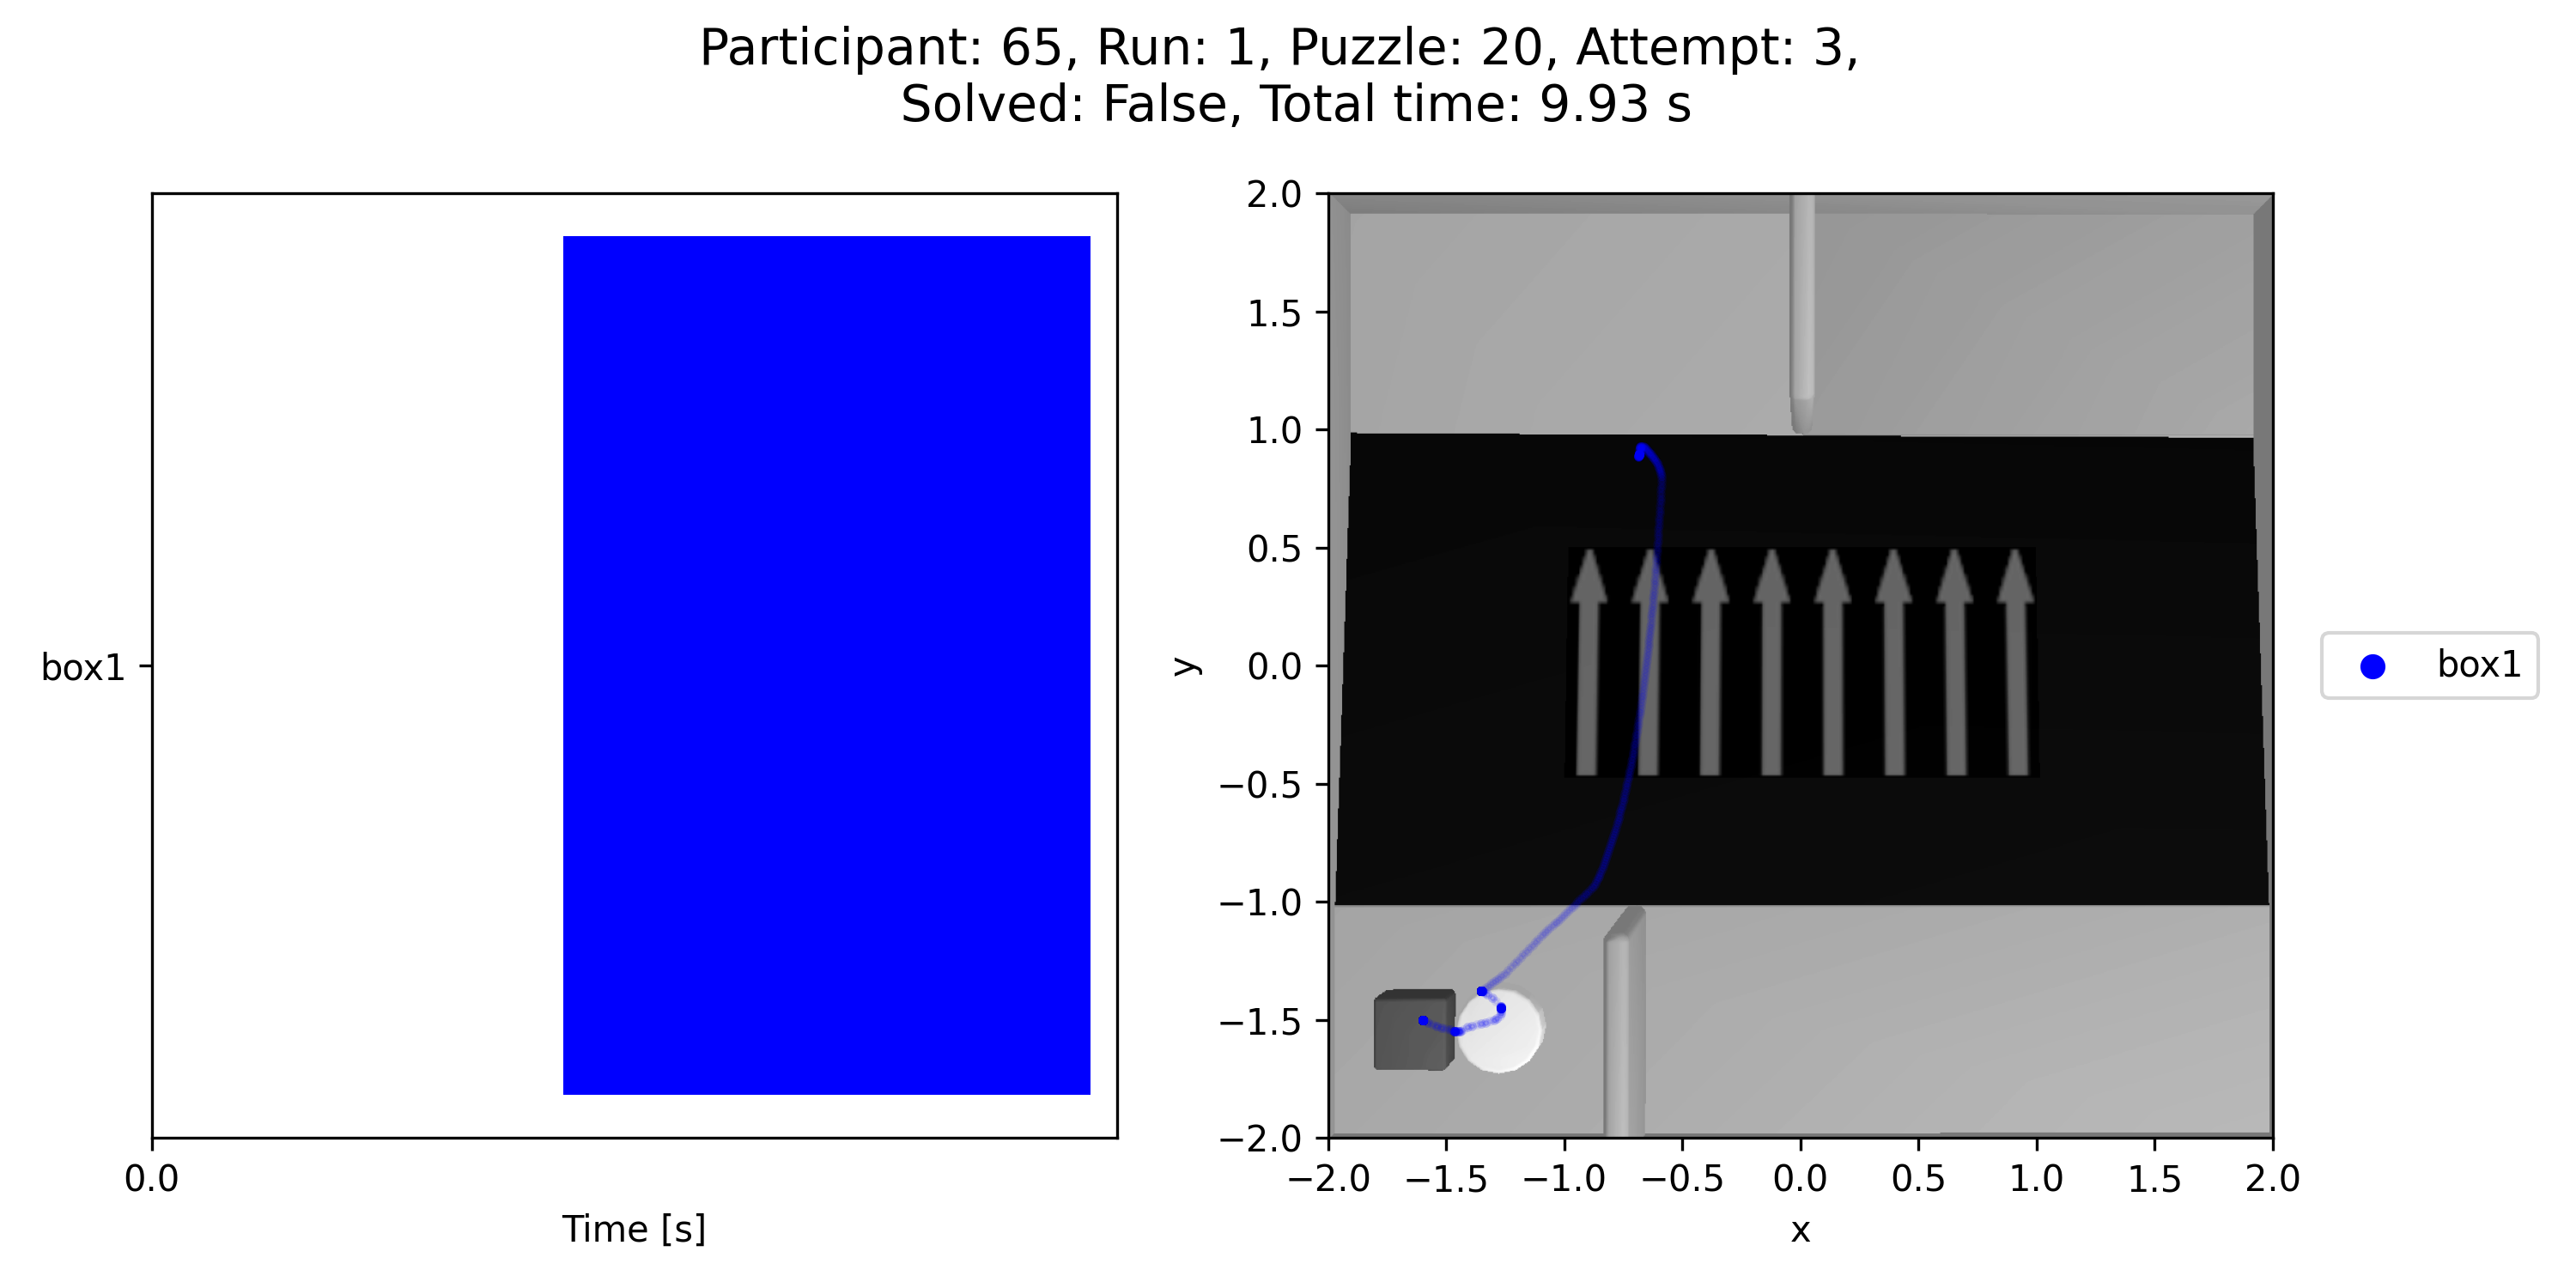 Participant: 65, Run: 1, Puzzle: 20, Attempt: 3,
Solved: False, Total time: 9.93 s
box1
0.0
Time [s]
2.0
1.5
1.0
0.5
0.0
−0.5
−1.0
−1.5
−2.0
y
−2.0 −1.5 −1.0 −0.5 0.0 0.5 1.0 1.5 2.0
x
box1